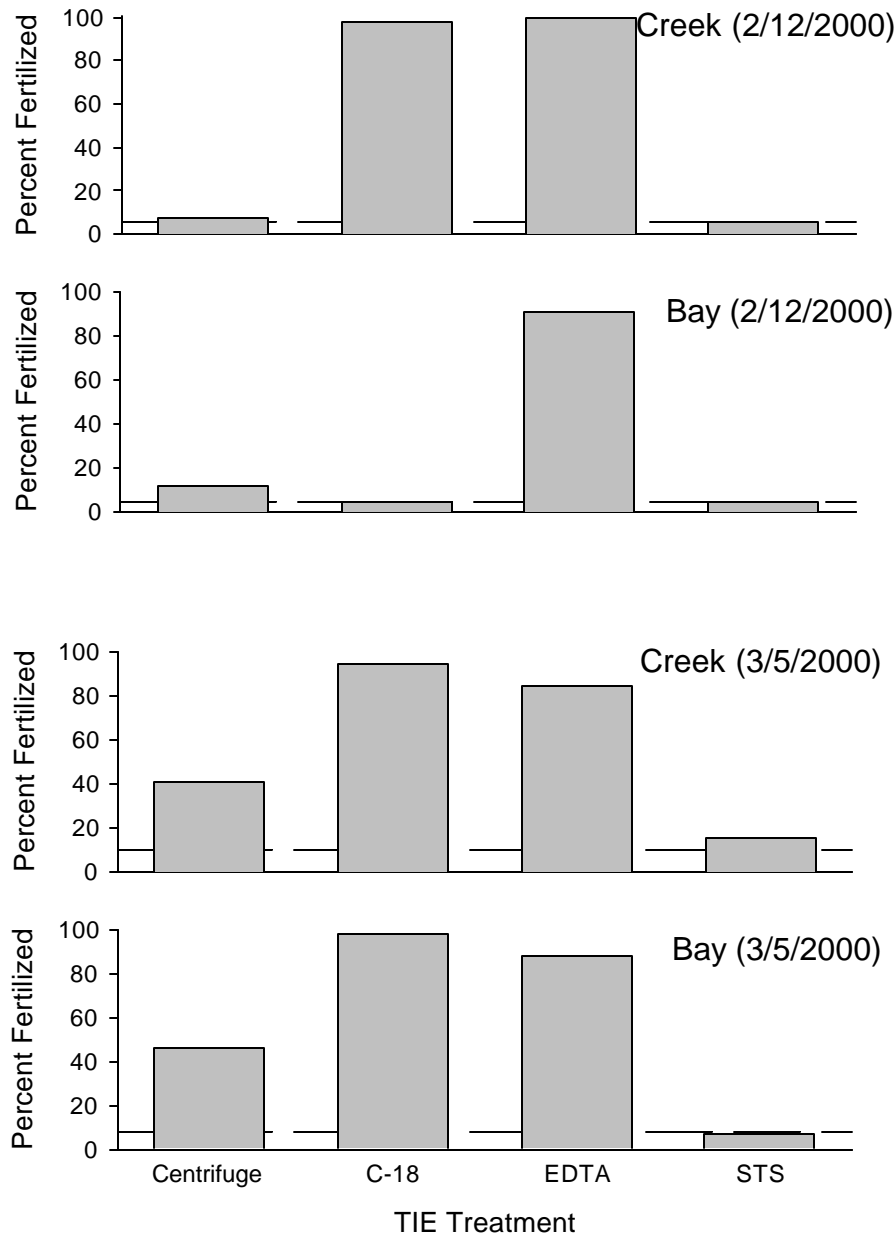 Creek (2/12/2000)
Percent Fertilized
100
80
60
40
20
0
Bay (2/12/2000)
Percent Fertilized
100
80
60
40
20
0
Creek (3/5/2000)
Percent Fertilized
100
80
60
40
20
0
Bay (3/5/2000)
Percent Fertilized
100
80
60
40
20
0
Centrifuge C-18 EDTA STS
TIE Treatment